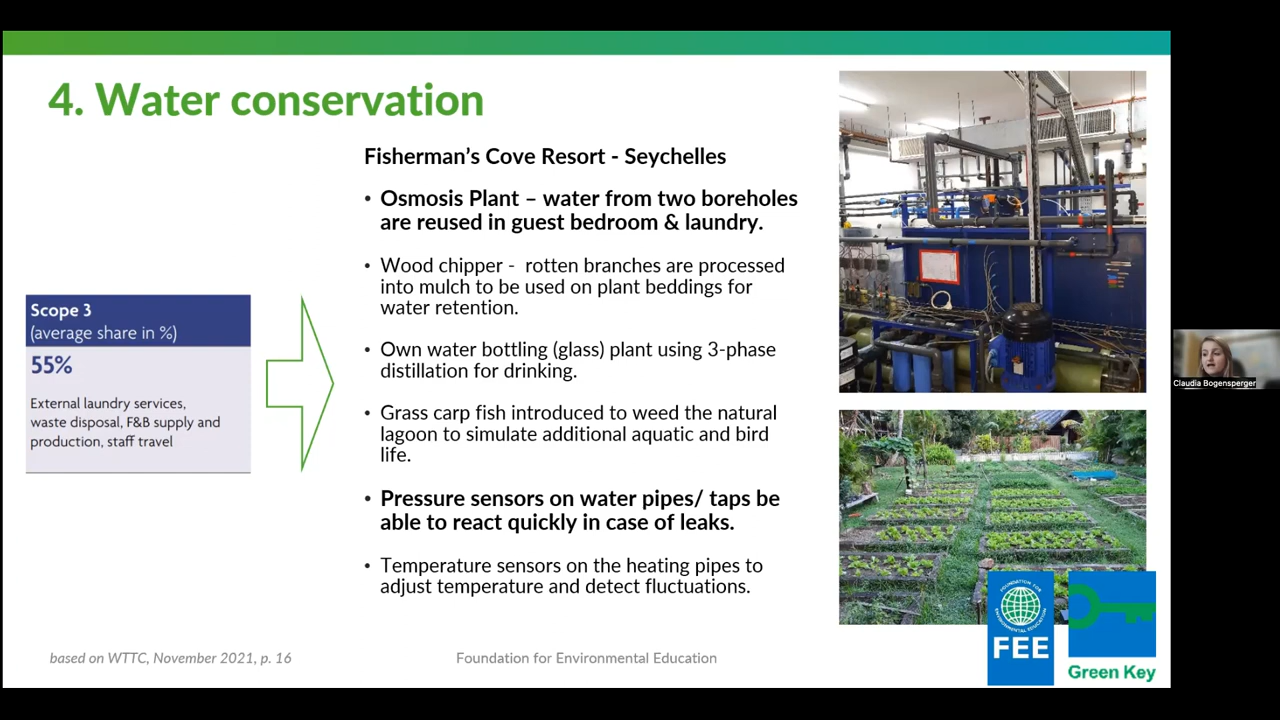 4. Water conservation
Fisherman's Cove Resort - Seychelles
• Osmosis Plant – water from two boreholes
are reused in guest bedroom & laundry.
• Wood chipper -  rotten branches are processed
into mulch to be used on plant beddings for
water retention.
• Own water bottling (glass) plant using 3-phase
distillation for drinking.
• Grass carp fish introduced to weed the natural
lagoon to simulate additional aquatic and bird
life.
• Pressure sensors on water pipes/ taps be
able to react quickly in case of leaks.
• Temperature sensors on the heating pipes to
adjust temperature and detect fluctuations.
Scope 3
(average share in %)
55%
External laundry services,
waste disposal, F&B supply and
production, staff travel
based on WTTC, November 2021, p. 16
Foundation for Environmental Education
FOUNDATION FOR
ENVIRONMENTAL EDUCATION
FEE
Green Key
Claudia Bogensperger